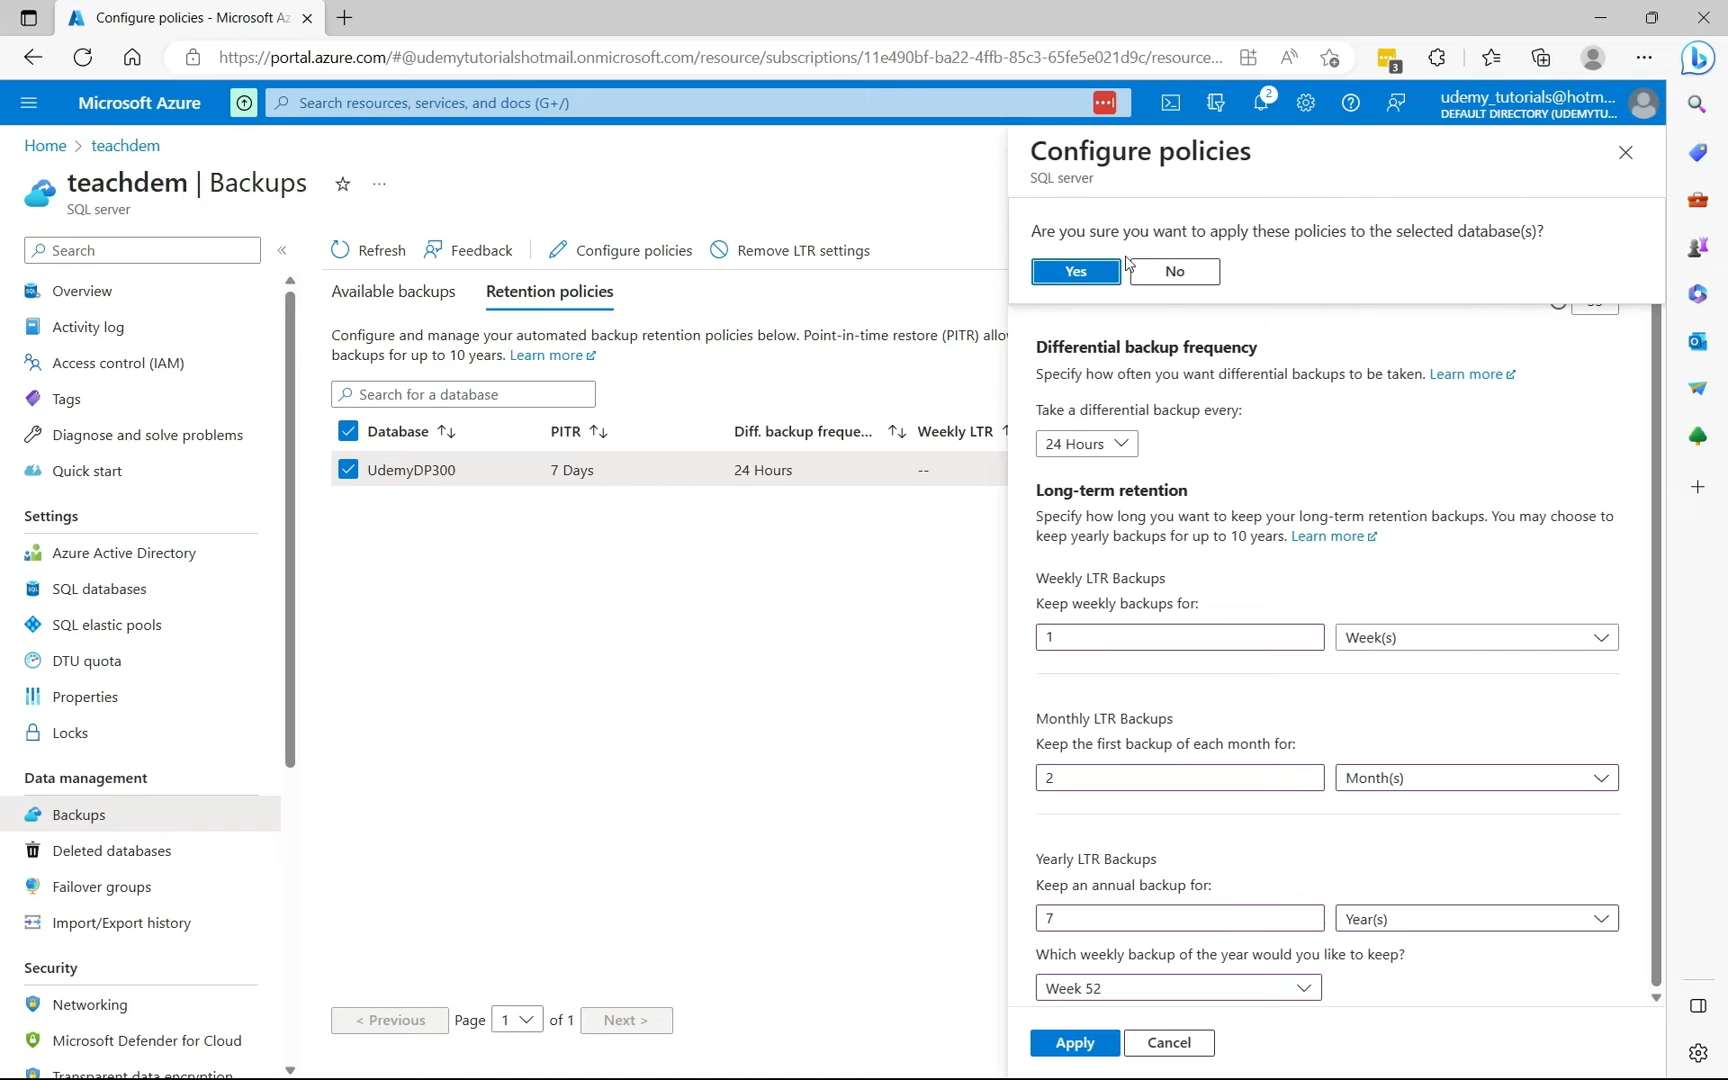 Configure policies - Microsoft Az
https://portal.azure.com/#@udemytutorialshotmail.onmicrosoft.com/resource/subscriptions/11e490bf-ba22-4ffb-85c3-65fe5e021d9c/resource...
3
Microsoft Azure
Search resources, services, and docs (G+/)
2
udemy_tutorials@hotm...
DEFAULT DIRECTORY (UDEMYTU...
Home > teachdem
teachdem | Backups
SQL server
Search
Overview
Activity log
Access control (IAM)
Tags
Diagnose and solve problems
Quick start
Settings
Azure Active Directory
SQL databases
SQL elastic pools
DTU quota
Properties
Locks
Data management
Backups
Deleted databases
Failover groups
Import/Export history
Security
Networking
Microsoft Defender for Cloud
Transparent data encryption
Refresh Feedback Configure policies Remove LTR settings
Available backups Retention policies
Configure and manage your automated backup retention policies below. Point-in-time restore (PITR) allo
backups for up to 10 years. Learn more
Search for a database
Database PITR Diff. backup freque... Weekly LTR
UdemyDP300 7 Days 24 Hours --
< Previous Page 1 of 1 Next >
Configure policies
SQL server
Are you sure you want to apply these policies to the selected database(s)?
Yes No
Differential backup frequency
Specify how often you want differential backups to be taken. Learn more
Take a differential backup every:
24 Hours
Long-term retention
Specify how long you want to keep your long-term retention backups. You may choose to
keep yearly backups for up to 10 years. Learn more
Weekly LTR Backups
Keep weekly backups for:
1 Week(s)
Monthly LTR Backups
Keep the first backup of each month for:
2 Month(s)
Yearly LTR Backups
Keep an annual backup for:
7 Year(s)
Which weekly backup of the year would you like to keep?
Week 52
Apply Cancel